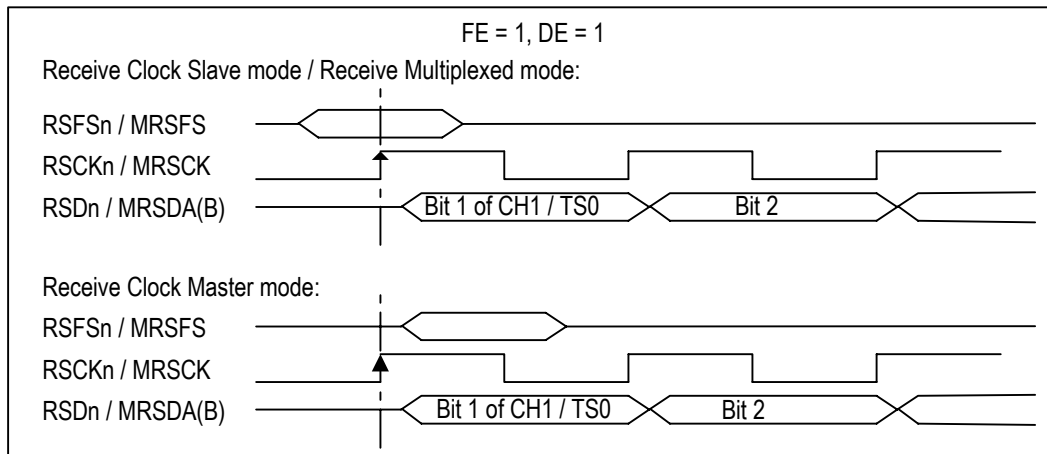 FE = 1, DE = 1
Receive Clock Slave mode / Receive Multiplexed mode:
RSFSn / MRSFS
RSCKn / MRSCK
RSDn / MRSDA(B)
Bit 1 of CH1 / TS0
Bit 2
Receive Clock Master mode:
RSFSn / MRSFS
RSCKn / MRSCK
RSDn / MRSDA(B)
Bit 1 of CH1 / TS0
Bit 2